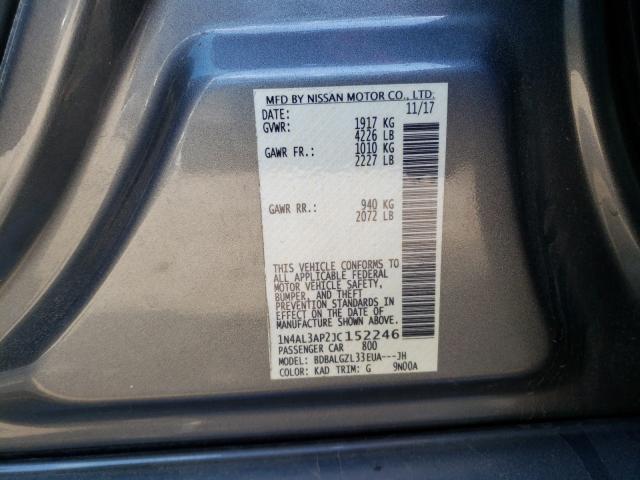 MFD BY NISSAN MOTOR CO., LTD.
DATE: 11/17
GVWR: 1917 KG
4226 LB
GAWR FR.: 1010 KG
2227 LB
GAWR RR.: 940 KG
2072 LB
THIS VEHICLE CONFORMS TO
ALL APPLICABLE FEDERAL
MOTOR VEHICLE SAFETY,
BUMPER, AND THEFT
PREVENTION STANDARDS IN
EFFECT ON THE DATE OF
MANUFACTURE SHOWN ABOVE.
1N4AL3AP2JC152246
PASSENGER CAR 800
MODEL: BDBALGZL33EUA---JH
COLOR: KAD TRIM: G 9N00A